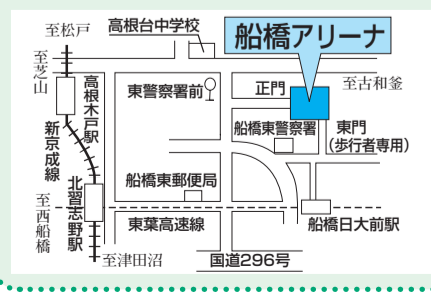 至松戸
高根台中学校
船橋アリーナ
至芝山
高根木戸駅
東警察署前
正門
至古和釜
新京成線
船橋東警察署
東門
(歩行者専用)
北習志野駅
船橋東郵便局
至西船橋
東葉高速線
船橋日大前駅
至津田沼
国道296号